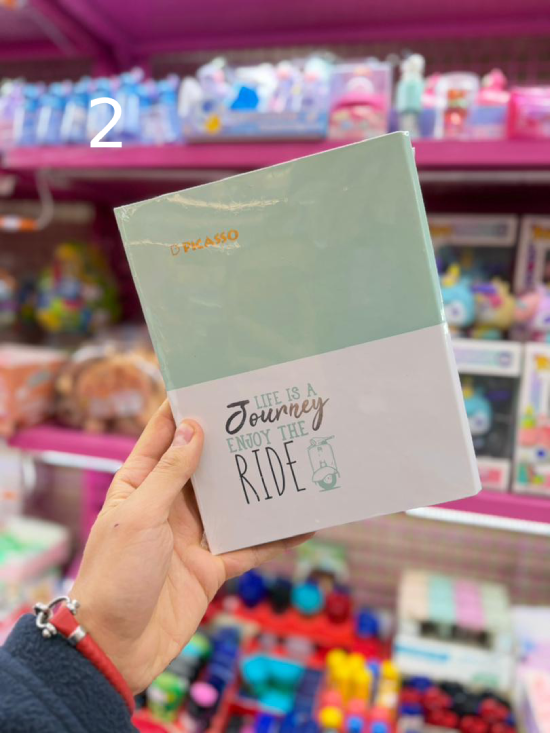 2
PICASSO
LIFE IS A
Journey
ENJOY THE
RIDE